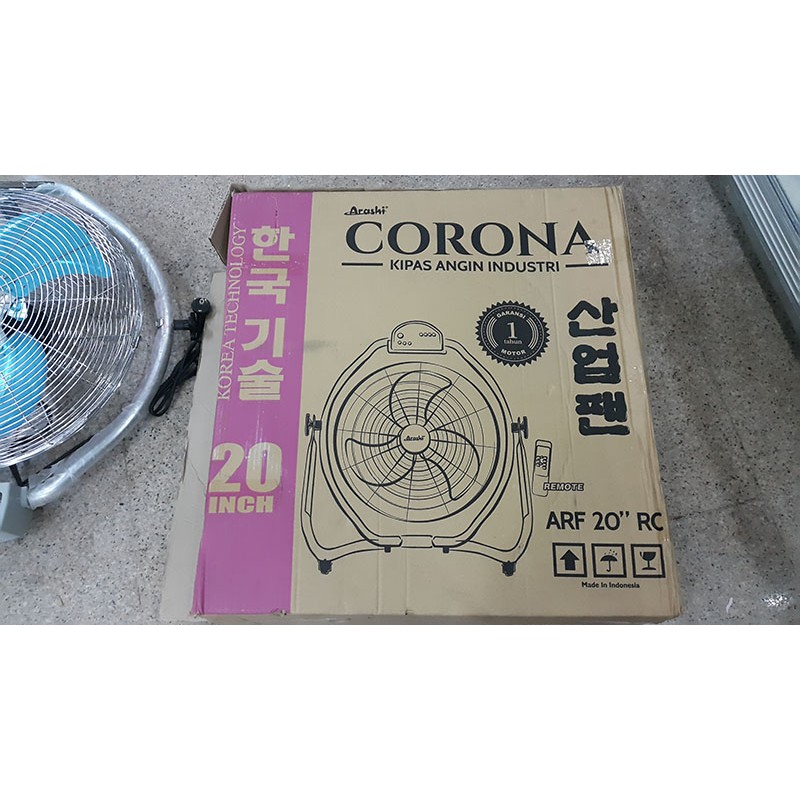 Arashi
CORONA
KIPAS ANGIN INDUSTRI
KOREA TECHNOLOGY
한국 기술
20
INCH
GARANSI
1
tahun
MOTOR
산업팬
Arashi
REMOTE
ARF 20’’ RC
Made In Indonesia